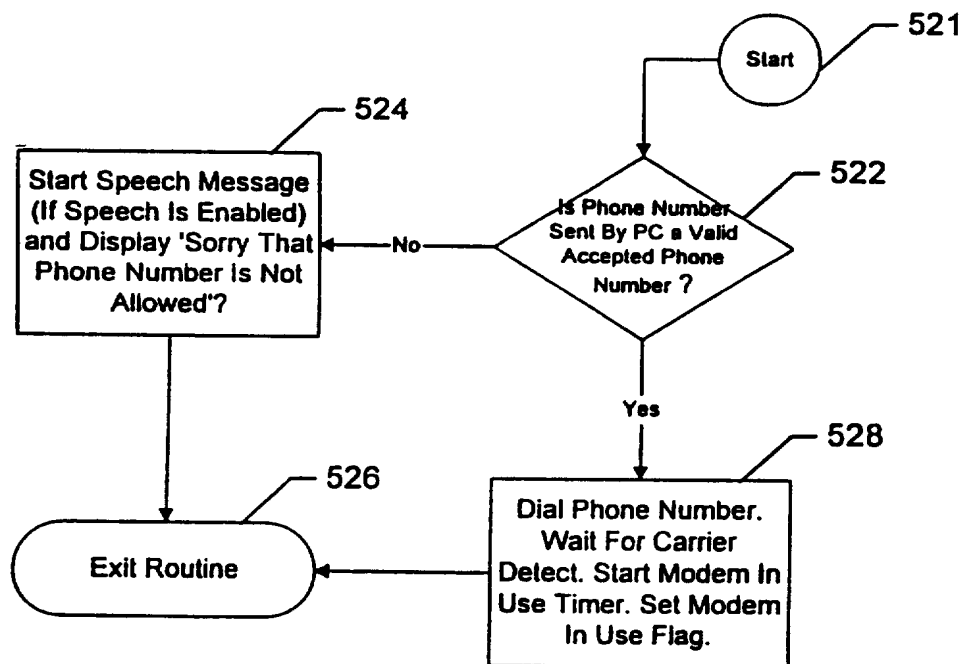 521
Start
524
Start Speech Message
(If Speech Is Enabled)
and Display 'Sorry That
Phone Number Is Not
Allowed'?
522
Is Phone Number
Sent By PC a Valid
Accepted Phone
Number ?
No
Yes
528
Dial Phone Number.
Wait For Carrier
Detect. Start Modem In
Use Timer. Set Modem
In Use Flag.
526
Exit Routine